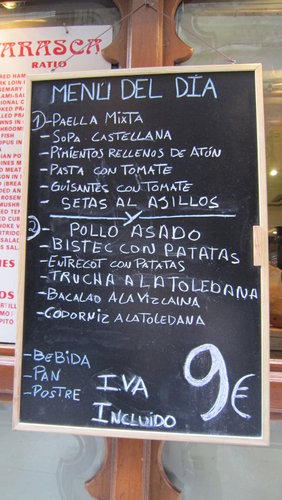 ARASCA
RATIO
MENU DEL DÍA
1) - PAELLA MIXTA
- SOPA CASTELLANA
- PIMIENTOS RELLENOS DE ATÚN
- PASTA CON TOMATE
- GUISANTES CON TOMATE
- SETAS AL AJILLOS
Y
2) - POLLO ASADO
- BISTEC CON PATATAS
- ENTRECOT CON PATATAS
- TRUCHA A LA TOLEDANA
- BACALAO A LA VIZCAINA
- CODORNIZ A LA TOLEDANA
- BEBIDA
- PAN
- POSTRE
IVA
INCLUIDO
9€